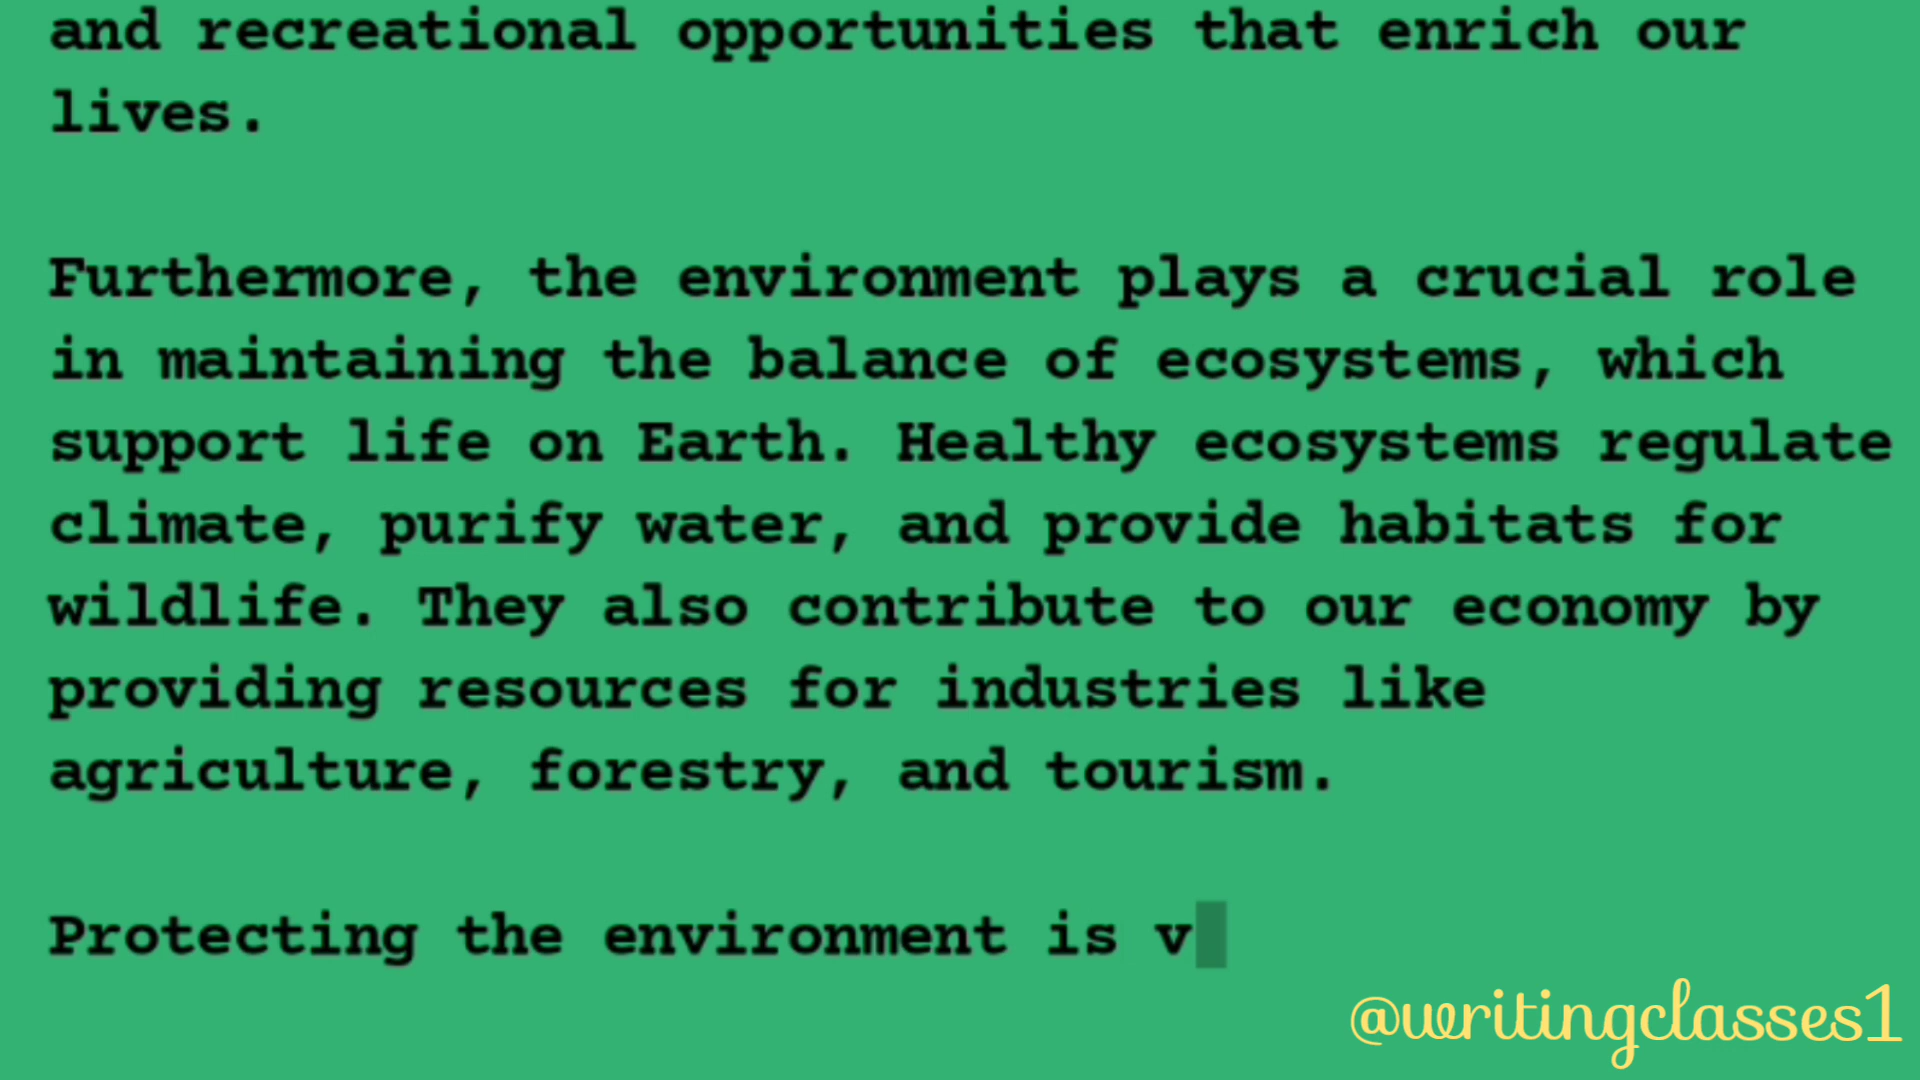 and recreational opportunities that enrich our
lives.
Furthermore, the environment plays a crucial role
in maintaining the balance of ecosystems, which
support life on Earth. Healthy ecosystems regulate
climate, purify water, and provide habitats for
wildlife. They also contribute to our economy by
providing resources for industries like
agriculture, forestry, and tourism.
Protecting the environment is v
@writingclasses1